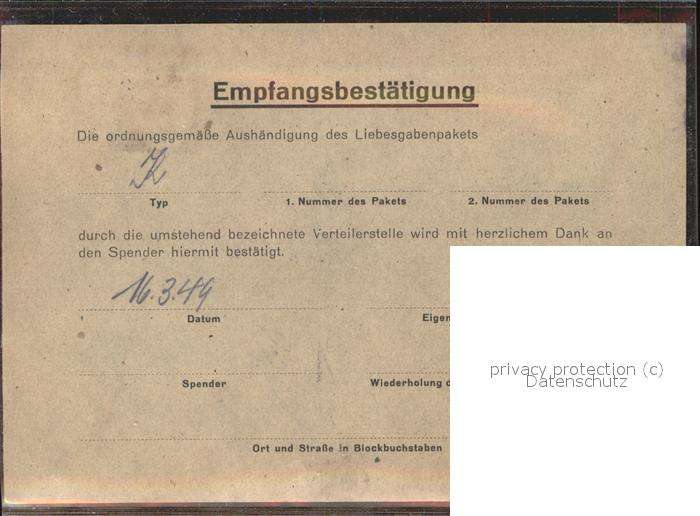 Empfangsbestätigung
Die ordnungsgemäße Aushändigung des Liebesgabenpakets
K
Typ 1. Nummer des Pakets 2. Nummer des Pakets
durch die umstehend bezeichnete Verteilerstelle wird mit herzlichem Dank an
den Spender hiermit bestätigt.
16.3.49
Datum Eigen
Spender Wiederholung d
Ort und Straße in Blockbuchstaben
privacy protection (c)
Datenschutz